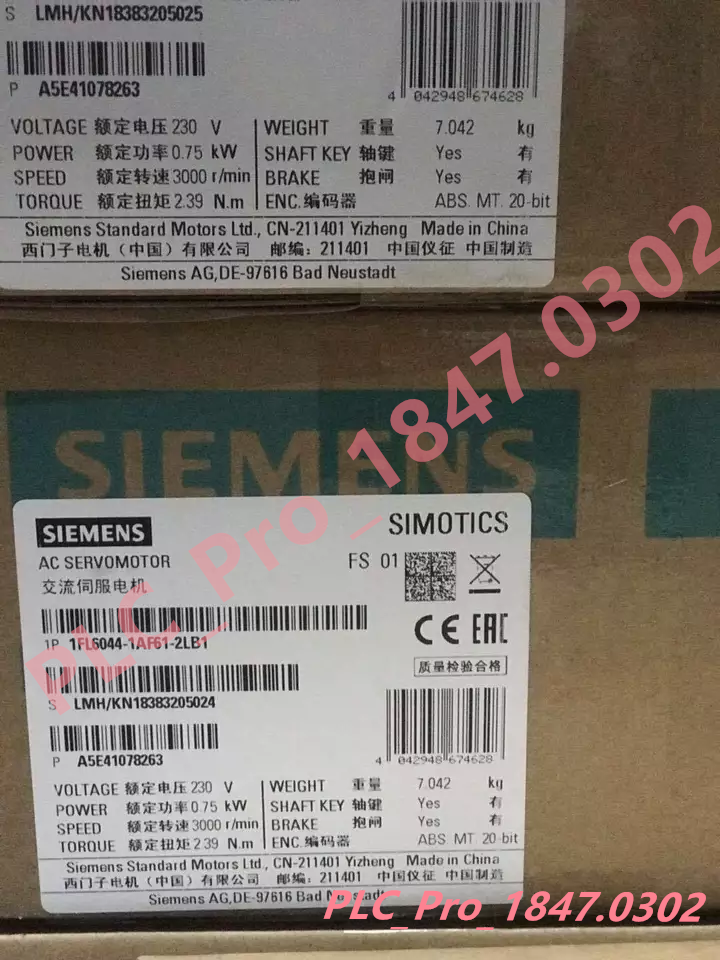 S LMH/KN18383205025
P A5E41078263
4 042948 674628
VOLTAGE 额定电压 230 V
POWER 额定功率 0.75 kW
SPEED 额定转速 3000 r/min
TORQUE 额定扭矩 2.39 N.m
WEIGHT 重量 7.042 kg
SHAFT KEY 轴键 Yes 有
BRAKE 抱闸 Yes 有
ENC.编码器 ABS. MT. 20-bit
Siemens Standard Motors Ltd., CN-211401 Yizheng Made in China
西门子电机（中国）有限公司 邮编：211401 中国仪征 中国制造
Siemens AG,DE-97616 Bad Neustadt
SIEMENS
PLC_Pro_1847.0302
SIEMENS
SIMOTICS
AC SERVOMOTOR
FS 01
交流伺服电机
1P 1FL6044-1AF61-2LB1
CE EAC
质量检验合格
S LMH/KN18383205024
P A5E41078263
4 042948 674628
VOLTAGE 额定电压 230 V
POWER 额定功率 0.75 kW
SPEED 额定转速 3000 r/min
TORQUE 额定扭矩 2.39 N.m
WEIGHT 重量 7.042 kg
SHAFT KEY 轴键 Yes 有
BRAKE 抱闸 Yes 有
ENC.编码器 ABS. MT. 20-bit
Siemens Standard Motors Ltd., CN-211401 Yizheng Made in China
西门子电机（中国）有限公司 邮编：211401 中国仪征 中国制造
Siemens AG,DE-97616 Bad Neustadt
PLC_Pro_1847.0302